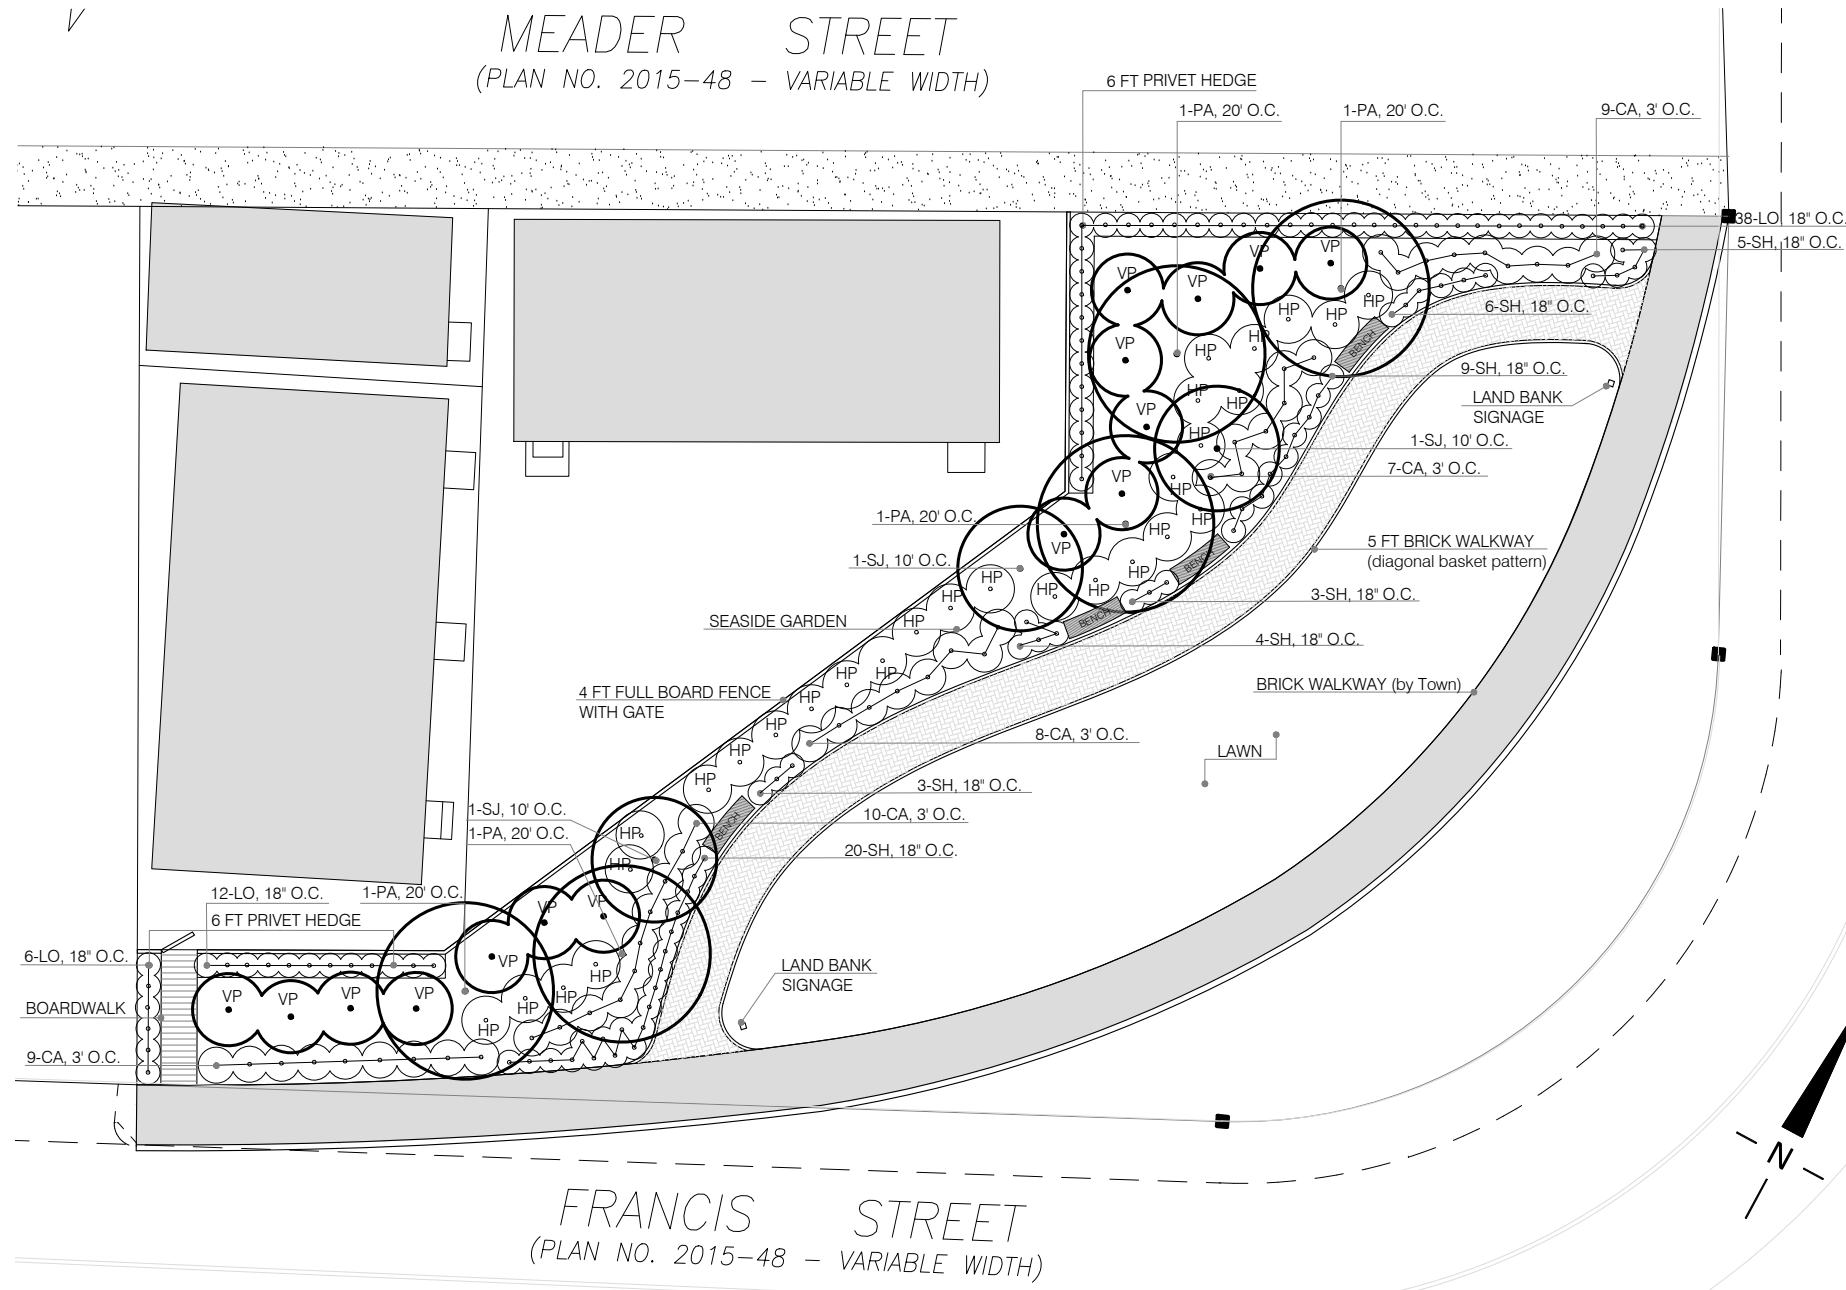 V
MEADER STREET
(PLAN NO. 2015-48 - VARIABLE WIDTH)
6 FT PRIVET HEDGE
1-PA, 20' O.C.
1-PA, 20' O.C.
9-CA, 3' O.C.
38-LO, 18" O.C.
5-SH, 18" O.C.
VP
VP
VP
VP
HP
6-SH, 18" O.C.
HP
HP
HP
BENCH
VP
HP
9-SH, 18" O.C.
HP
LAND BANK
SIGNAGE
HP
VP
HP
1-SJ, 10' O.C.
7-CA, 3' O.C.
VP
HP
1-PA, 20' O.C.
HP
HP
VP
5 FT BRICK WALKWAY
(diagonal basket pattern)
1-SJ, 10' O.C.
BENCH
HP
HP
HP
HP
HP
3-SH, 18" O.C.
SEASIDE GARDEN
HP
BENCH
4-SH, 18" O.C.
HP
HP
4 FT FULL BOARD FENCE
WITH GATE
HP
BRICK WALKWAY (by Town)
HP
8-CA, 3' O.C.
HP
LAWN
HP
3-SH, 18" O.C.
1-SJ, 10' O.C.
10-CA, 3' O.C.
BENCH
1-PA, 20' O.C.
HP
20-SH, 18" O.C.
HP
12-LO, 18" O.C.
1-PA, 20' O.C.
VP
VP
6 FT PRIVET HEDGE
6-LO, 18" O.C.
VP
LAND BANK
SIGNAGE
HP
VP
VP
VP
VP
HP
HP
BOARDWALK
HP
9-CA, 3' O.C.
N
FRANCIS STREET
(PLAN NO. 2015-48 - VARIABLE WIDTH)